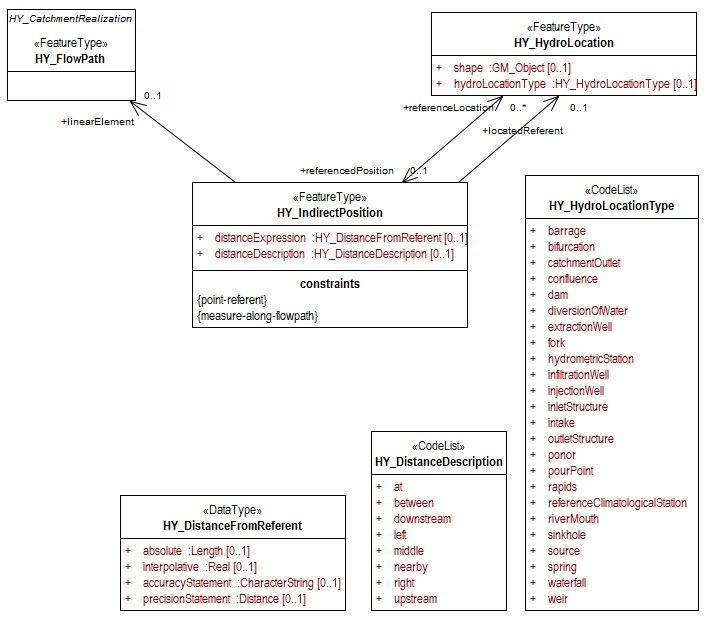 HY_CatchmentRealization
«FeatureType»
HY_FlowPath
«FeatureType»
HY_HydroLocation
+ shape :GM_Object [0..1]
+ hydroLocationType :HY_HydroLocationType [0..1]
0..1
+linearElement
+referenceLocation
0..*
0..1
+locatedReferent
+referencedPosition
0..1
«FeatureType»
HY_IndirectPosition
+ distanceExpression :HY_DistanceFromReferent [0..1]
+ distanceDescription :HY_DistanceDescription [0..1]
constraints
{point-referent}
{measure-along-flowpath}
«CodeList»
HY_HydroLocationType
+ barrage
+ bifurcation
+ catchmentOutlet
+ confluence
+ dam
+ diversionOfWater
+ extractionWell
+ fork
+ hydrometricStation
+ infiltrationWell
+ injectionWell
+ inletStructure
+ intake
+ outletStructure
+ ponor
+ pourPoint
+ rapids
+ referenceClimatologicalStation
+ riverMouth
+ sinkhole
+ source
+ spring
+ waterfall
+ weir
«CodeList»
HY_DistanceDescription
+ at
+ between
+ downstream
+ left
+ middle
+ nearby
+ right
+ upstream
«DataType»
HY_DistanceFromReferent
+ absolute :Length [0..1]
+ interpolative :Real [0..1]
+ accuracyStatement :CharacterString [0..1]
+ precisionStatement :Distance [0..1]